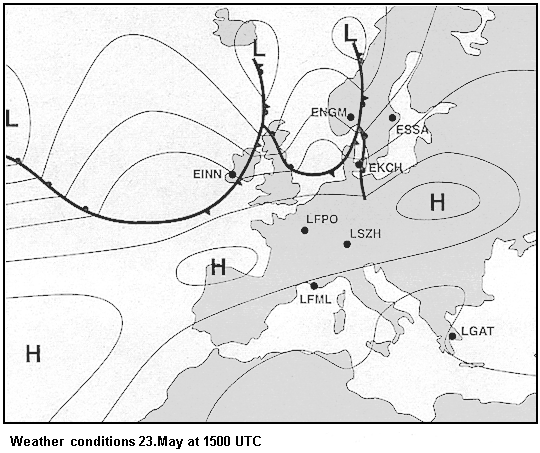 L
L
L
ENGM
ESSA
EINN
EKCH
H
LFPO
LSZH
H
LFML
LGAT
H
Weather conditions 23.May at 1500 UTC